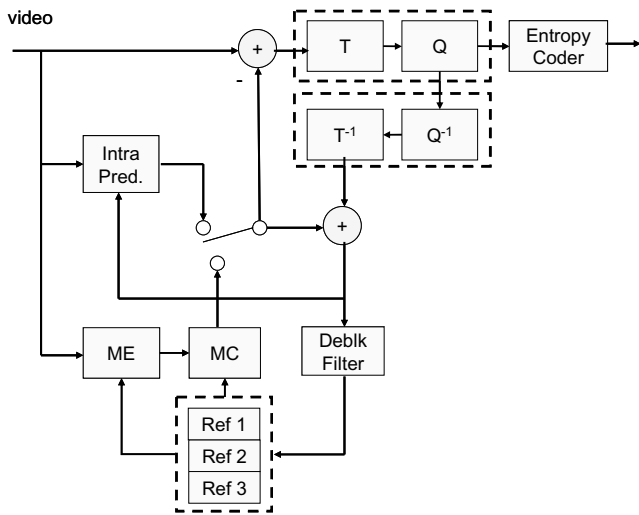 video
+
T
Q
Entropy
Coder
-
T-1
Q-1
Intra
Pred.
+
ME
MC
Deblk
Filter
Ref 1
Ref 2
Ref 3